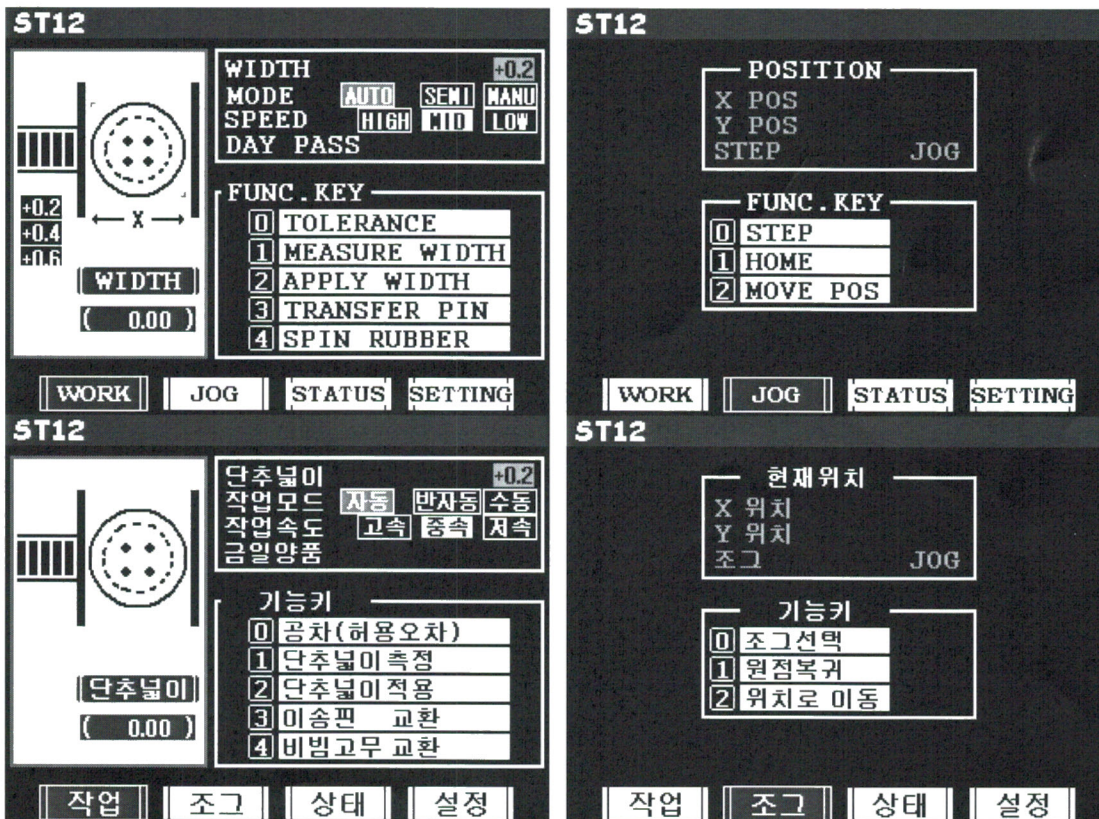 ST12
WIDTH +0.2
MODE AUTO SEMI MANU
SPEED HIGH MID LOW
DAY PASS
+0.2
+0.4
+0.6
X
WIDTH
( 0.00 )
FUNC.KEY
0 TOLERANCE
1 MEASURE WIDTH
2 APPLY WIDTH
3 TRANSFER PIN
4 SPIN RUBBER
WORK JOG STATUS SETTING
ST12
POSITION
X POS
Y POS
STEP JOG
FUNC.KEY
0 STEP
1 HOME
2 MOVE POS
WORK JOG STATUS SETTING
ST12
단추넓이 +0.2
작업모드 자동 반자동 수동
작업속도 고속 중속 저속
금일양품
단추넓이
( 0.00 )
기능키
0 공차(허용오차)
1 단추넓이측정
2 단추넓이적용
3 이송핀 교환
4 비빔고무 교환
작업 조그 상태 설정
ST12
현재위치
X 위치
Y 위치
조그 JOG
기능키
0 조그선택
1 원점복귀
2 위치로 이동
작업 조그 상태 설정